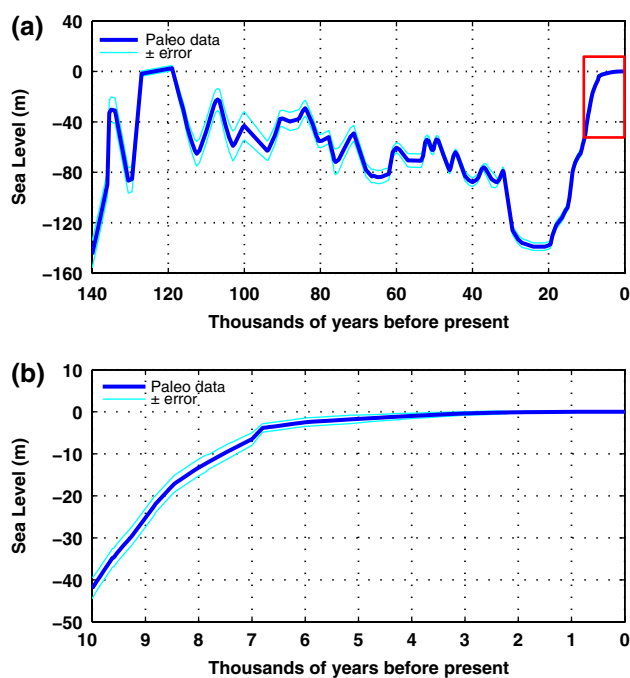 (a)
40
0
−40
−80
−120
−160
Sea Level (m)
Paleo data
± error
140 120 100 80 60 40 20 0
Thousands of years before present
(b)
10
0
−10
−20
−30
−40
−50
Sea Level (m)
Paleo data
± error
10 9 8 7 6 5 4 3 2 1 0
Thousands of years before present